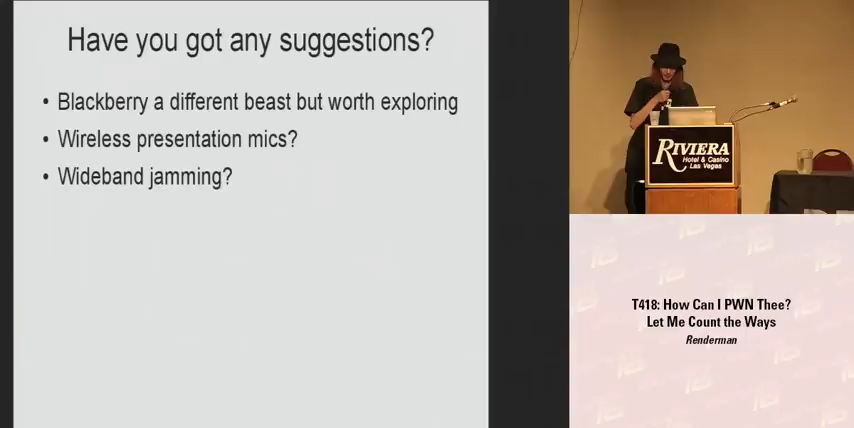 Have you got any suggestions?
• Blackberry a different beast but worth exploring
• Wireless presentation mics?
• Wideband jamming?
RIVIERA
Hotel & Casino
Las Vegas
T418: How Can I PWN Thee?
Let Me Count the Ways
Renderman